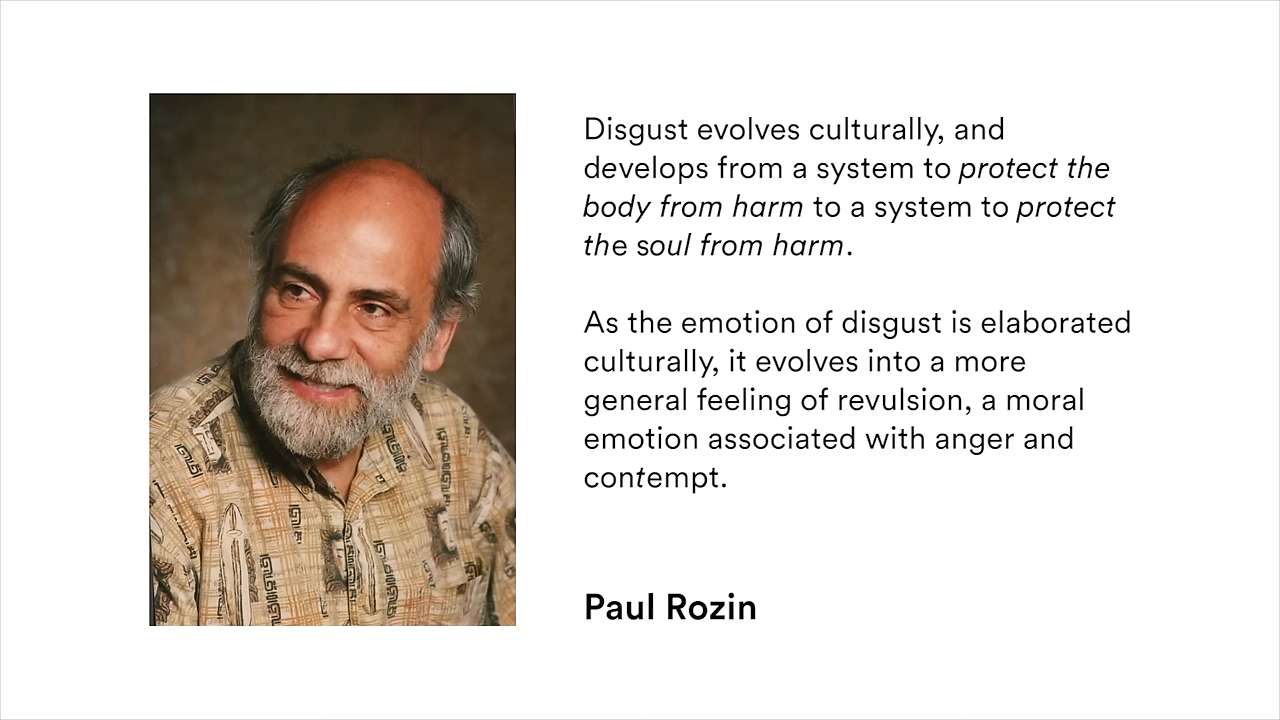 Disgust evolves culturally, and
develops from a system to protect the
body from harm to a system to protect
the soul from harm.
As the emotion of disgust is elaborated
culturally, it evolves into a more
general feeling of revulsion, a moral
emotion associated with anger and
contempt.
Paul Rozin